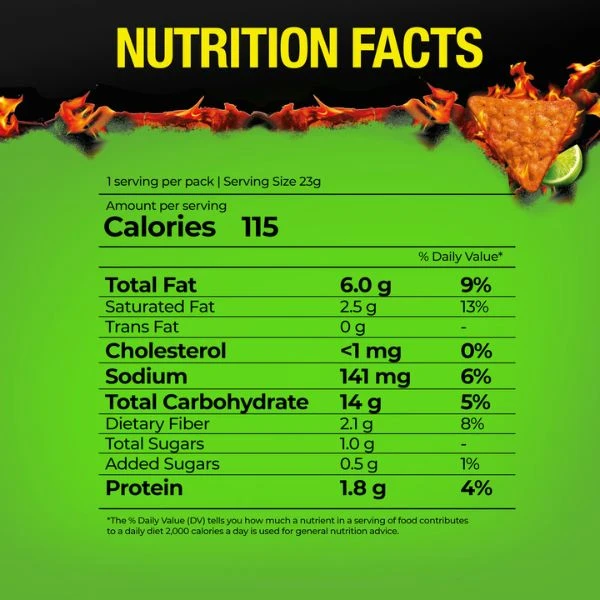 NUTRITION FACTS
1 serving per pack | Serving Size 23g
Amount per serving
Calories 115
% Daily Value*
Total Fat 6.0 g 9%
Saturated Fat 2.5 g 13%
Trans Fat 0 g -
Cholesterol <1 mg 0%
Sodium 141 mg 6%
Total Carbohydrate 14 g 5%
Dietary Fiber 2.1 g 8%
Total Sugars 1.0 g -
Added Sugars 0.5 g 1%
Protein 1.8 g 4%
*The % Daily Value (DV) tells you how much a nutrient in a serving of food contributes
to a daily diet 2,000 calories a day is used for general nutrition advice.